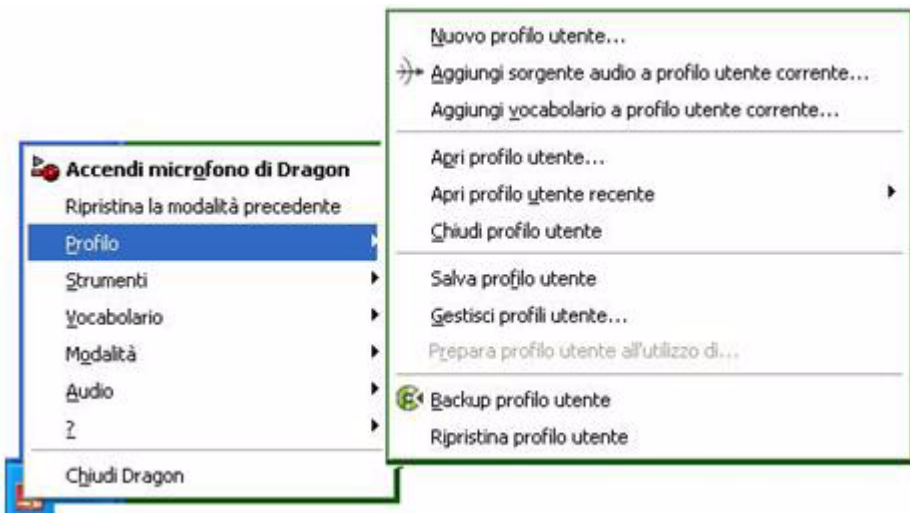 Accendi microfono di Dragon
Ripristina la modalità precedente
Profilo
Strumenti
Vocabolario
Modalità
Audio
?
Chiudi Dragon
Nuovo profilo utente...
Aggiungi sorgente audio a profilo utente corrente...
Aggiungi vocabolario a profilo utente corrente...
Apri profilo utente...
Apri profilo utente recente
Chiudi profilo utente
Salva profilo utente
Gestisci profili utente...
Prepara profilo utente all'utilizzo di...
Backup profilo utente
Ripristina profilo utente